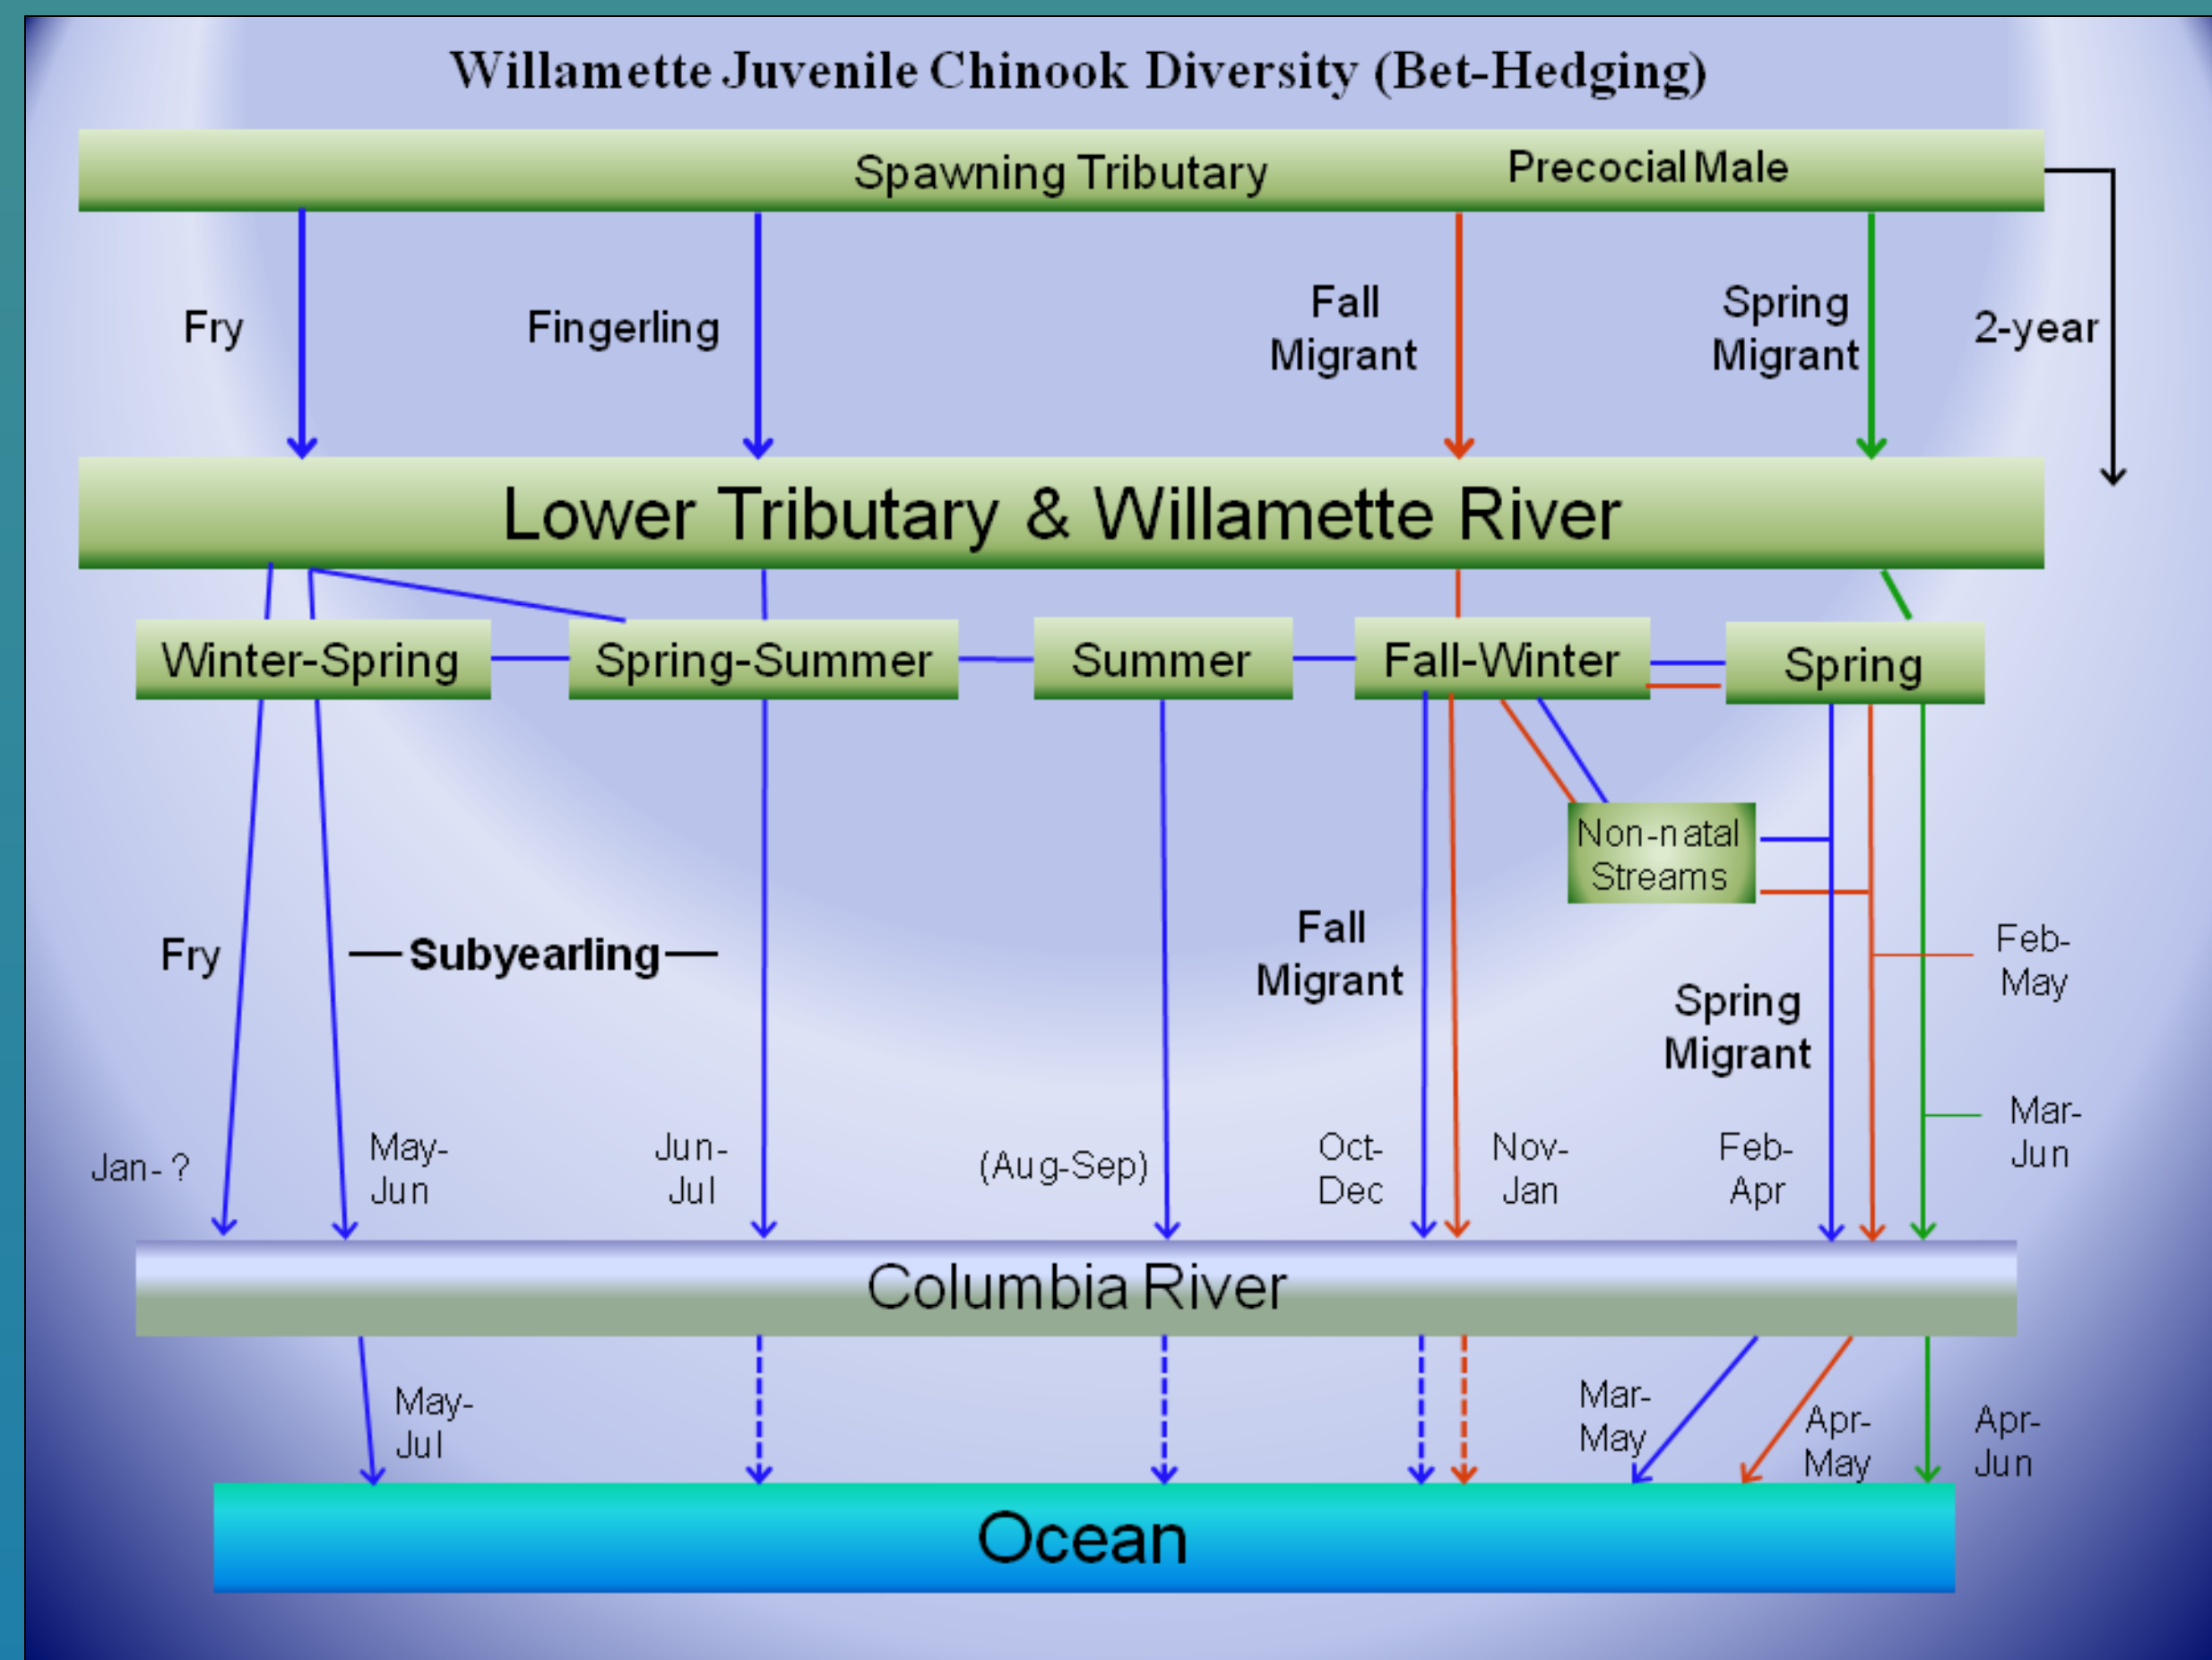 Willamette Juvenile Chinook Diversity (Bet-Hedging)
Spawning Tributary
Precocial Male
Fry
Fingerling
Fall
Migrant
Spring
Migrant
2-year
Lower Tributary & Willamette River
Winter-Spring
Spring-Summer
Summer
Fall-Winter
Spring
Non-natal
Streams
Fry
Subyearling
Fall
Migrant
Spring
Migrant
Feb-
May
Jan- ?
May-
Jun
Jun-
Jul
(Aug-Sep)
Oct-
Dec
Nov-
Jan
Feb-
Apr
Mar-
Jun
Columbia River
May-
Jul
Mar-
May
Apr-
May
Apr-
Jun
Ocean